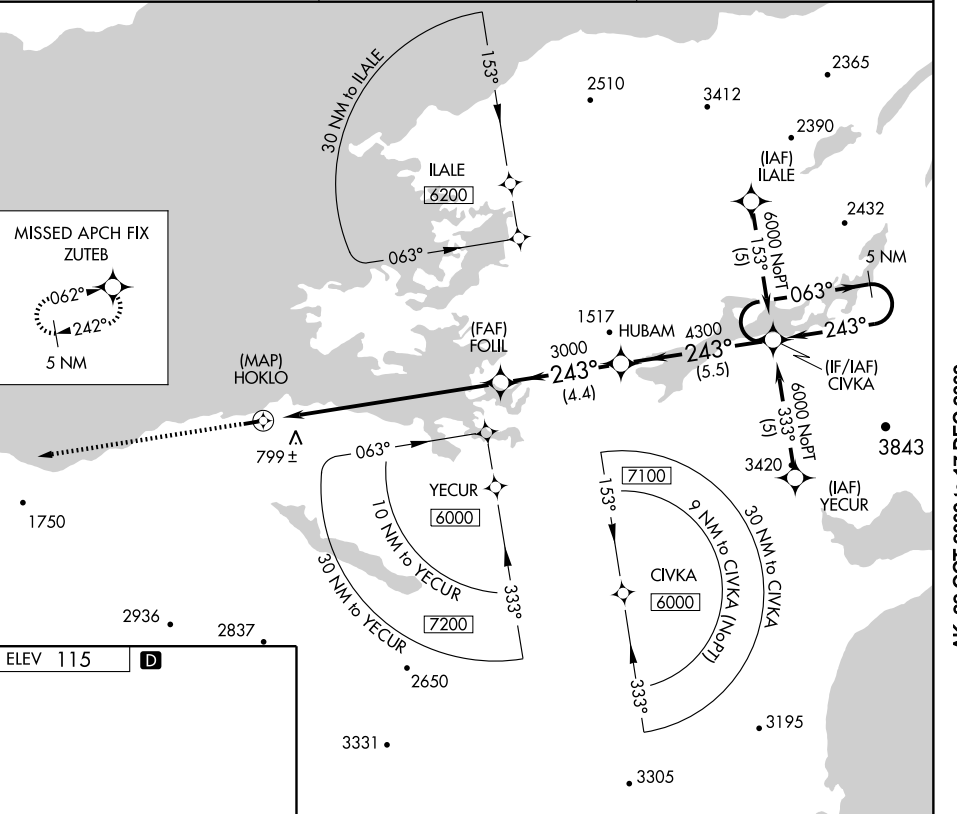 30 NM to ILALE
153°
ILALE
6200
063°
2510
3412
2365
2390
(IAF)
ILALE
2432
6000 NoPT
153°
(5)
5 NM
063°
243°
MISSED APCH FIX
ZUTEB
062°
242°
5 NM
(MAP)
HOKLO
(FAF)
FOLIL
1517
HUBAM
3000
243°
(4.4)
4300
243°
(5.5)
(IF/IAF)
CIVKA
6000 NoPT
333°
(5)
3420
3843
(IAF)
YECUR
799 ±
1750
063°
YECUR
6000
10 NM to YECUR
30 NM to YECUR
7200
333°
153°
7100
9 NM to CIVKA (NoPT)
30 NM to CIVKA
CIVKA
6000
333°
2936
2837
2650
3331
3195
3305
ELEV 115
D